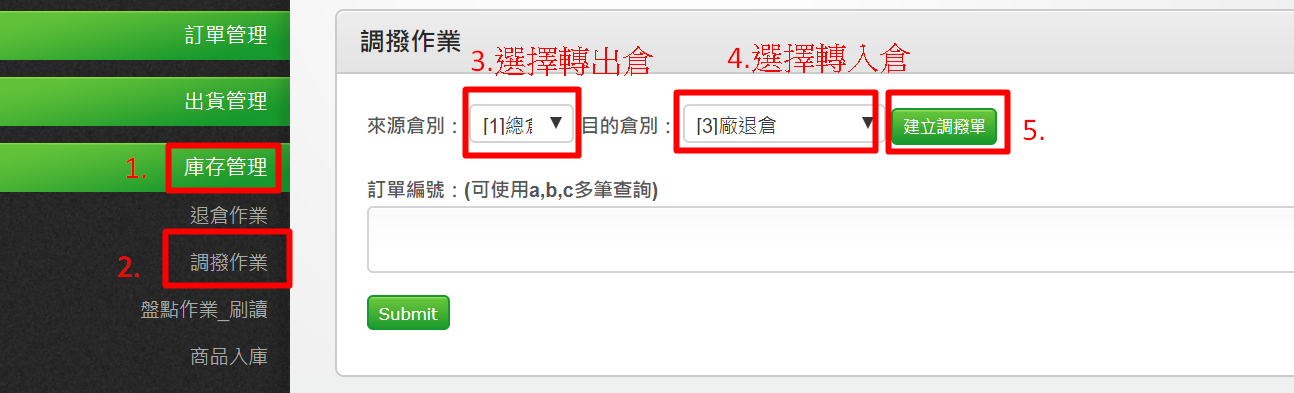 訂單管理
出貨管理
1. 庫存管理
退倉作業
2. 調撥作業
盤點作業_刷讀
商品入庫
調撥作業
3.選擇轉出倉 4.選擇轉入倉
來源倉別： [1]總倉 ▼ 目的倉別： [3]廠退倉 ▼ 建立調撥單 5.
訂單編號：(可使用a,b,c多筆查詢)
Submit